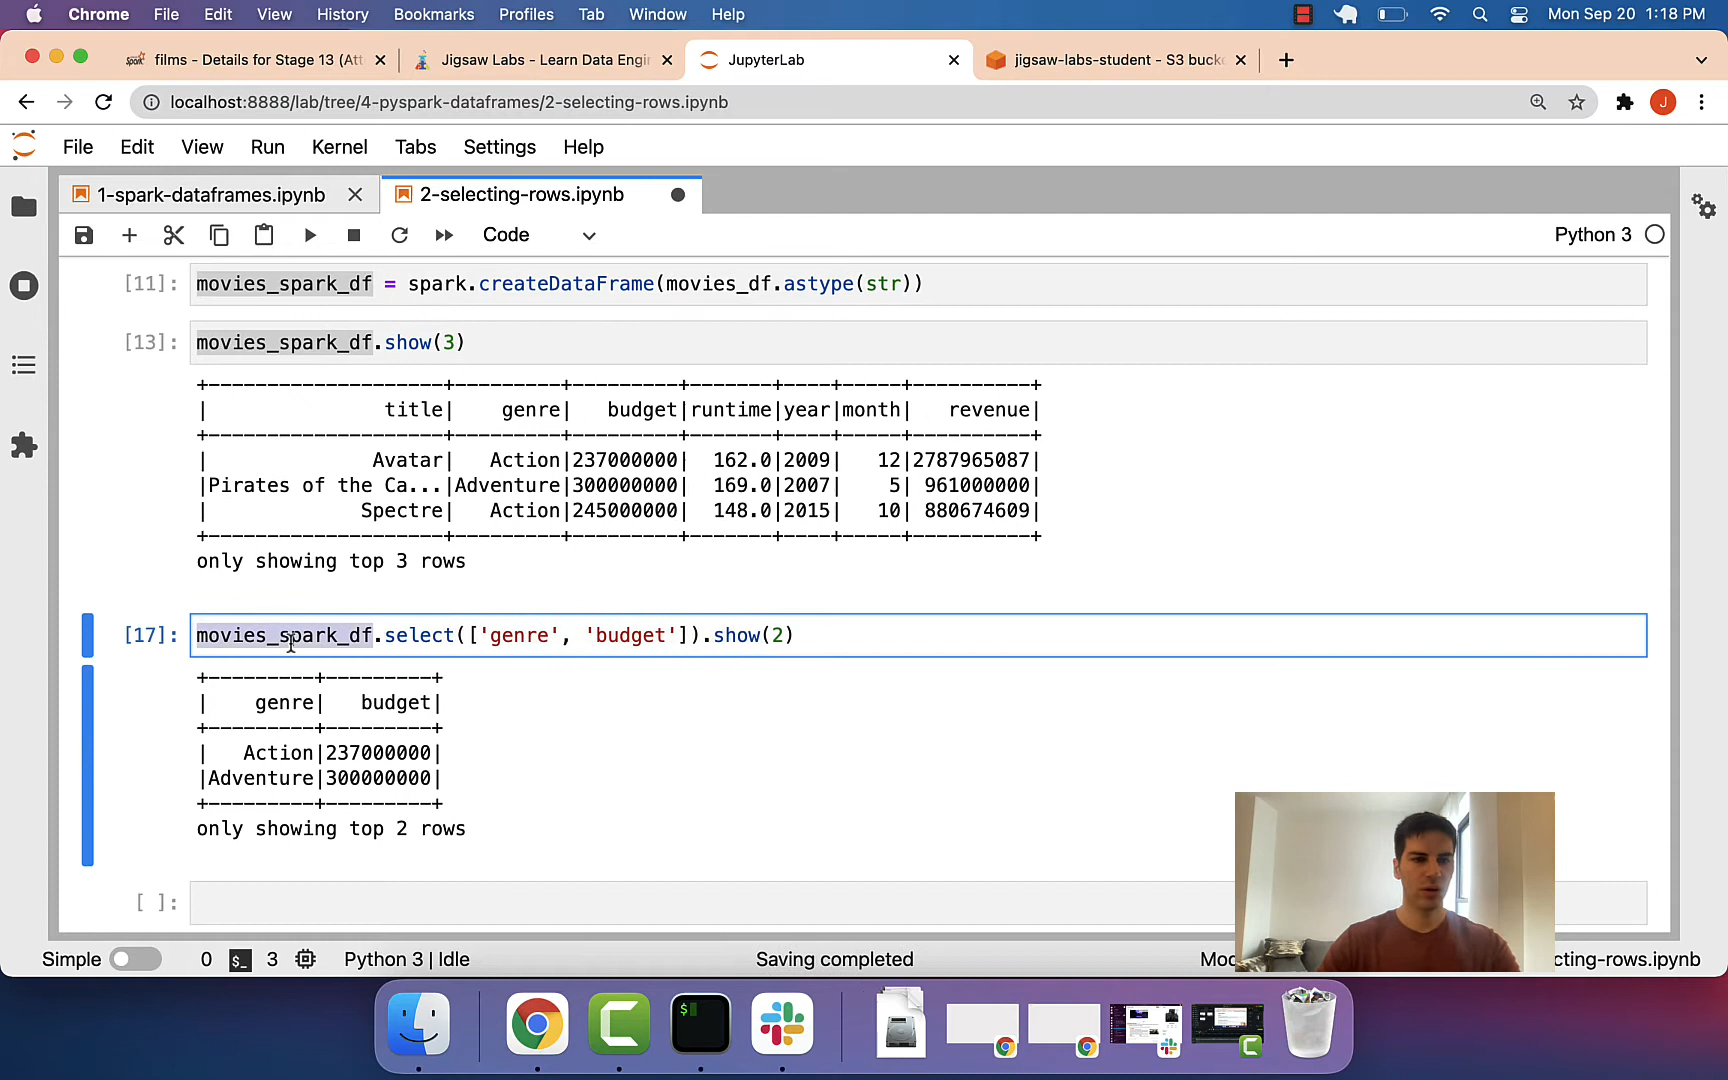 Chrome File Edit View History Bookmarks Profiles Tab Window Help Mon Sep 20 1:18 PM
films - Details for Stage 13 (Att Jigsaw Labs - Learn Data Engi JupyterLab jigsaw-labs-student - S3 bucke
localhost:8888/lab/tree/4-pyspark-dataframes/2-selecting-rows.ipynb J
File Edit View Run Kernel Tabs Settings Help
1-spark-dataframes.ipynb 2-selecting-rows.ipynb
Code Python 3
[11]: movies_spark_df = spark.createDataFrame(movies_df.astype(str))
[13]: movies_spark_df.show(3)
+--------------------+---------+---------+-------+----+-----+----------+
| title| genre| budget|runtime|year|month| revenue|
+--------------------+---------+---------+-------+----+-----+----------+
| Avatar| Action|237000000| 162.0|2009| 12|2787965087|
|Pirates of the Ca...|Adventure|300000000| 169.0|2007| 5| 961000000|
| Spectre| Action|245000000| 148.0|2015| 10| 880674609|
+--------------------+---------+---------+-------+----+-----+----------+
only showing top 3 rows
[17]: movies_spark_df.select(['genre', 'budget']).show(2)
+---------+---------+
| genre| budget|
+---------+---------+
| Action|237000000|
|Adventure|300000000|
+---------+---------+
only showing top 2 rows
[ ]:
Simple 0 $_ 3 Python 3 | Idle Saving completed Mo cting-rows.ipynb
$